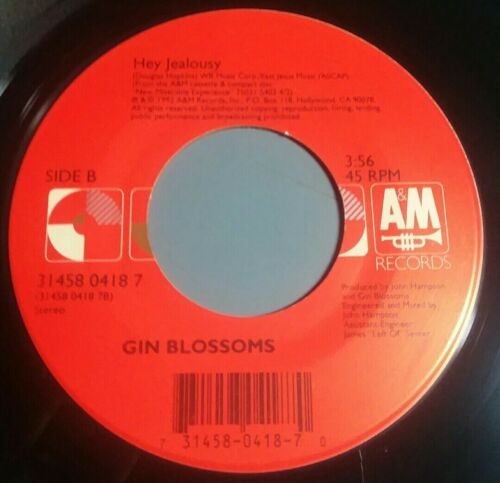 Hey Jealousy
(Douglas Hopkins) WB Music Corp./East Jesus Music (ASCAP)
(From the A&M cassette & compact disc
"New Miserable Experience" 75021 5403 4/2)
℗ & © 1992 A&M Records, Inc., P.O. Box 118, Hollywood, CA 90078.
All rights reserved. Unauthorized copying, reproduction, hiring, lending,
public performance and broadcasting prohibited.
SIDE B
3:56
45 RPM
A&M
RECORDS
31458 0418 7
(31458 0418 7B)
Stereo
Produced by John Hampton
and Gin Blossoms
Engineered and Mixed by
John Hampton
Assistant Engineer:
James "Left Of" Senter
GIN BLOSSOMS
7 31458-0418-7 0